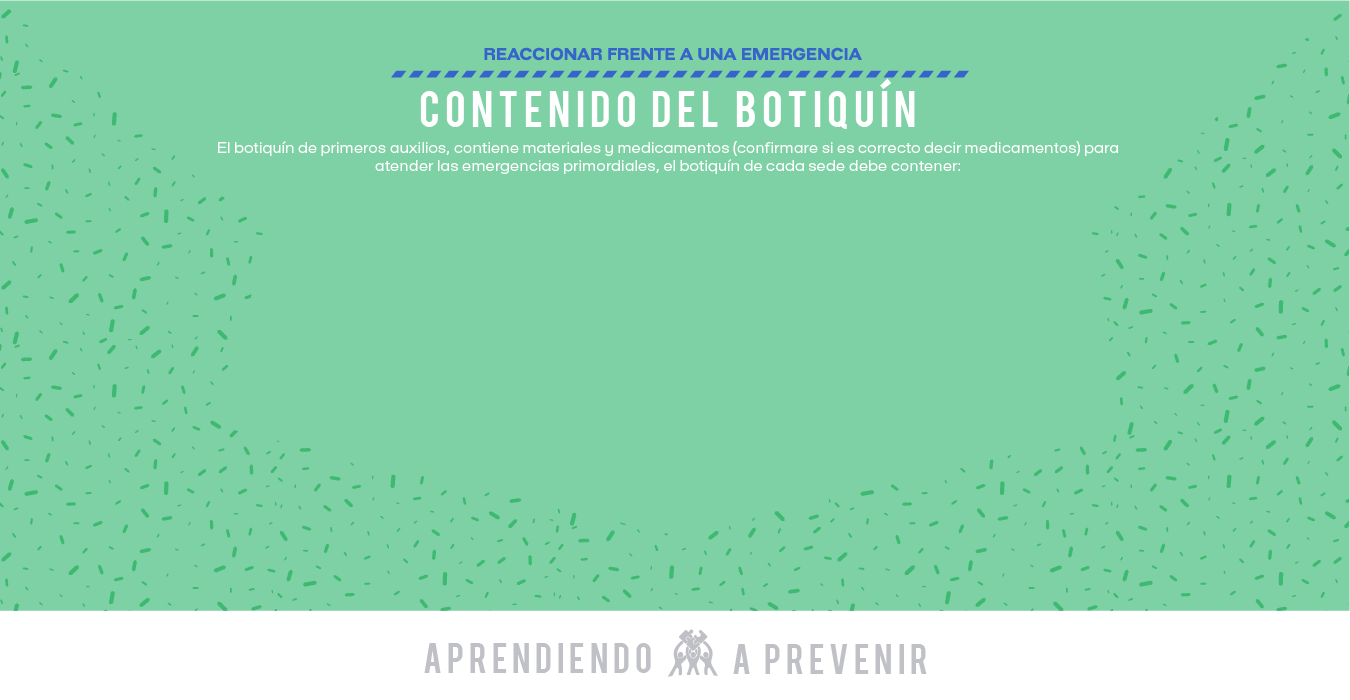 REACCIONAR FRENTE A UNA EMERGENCIA
CONTENIDO DEL BOTIQUÍN
El botiquín de primeros auxilios, contiene materiales y medicamentos (confirmare si es correcto decir medicamentos) para
atender las emergencias primordiales, el botiquín de cada sede debe contener:
APRENDIENDO A PREVENIR